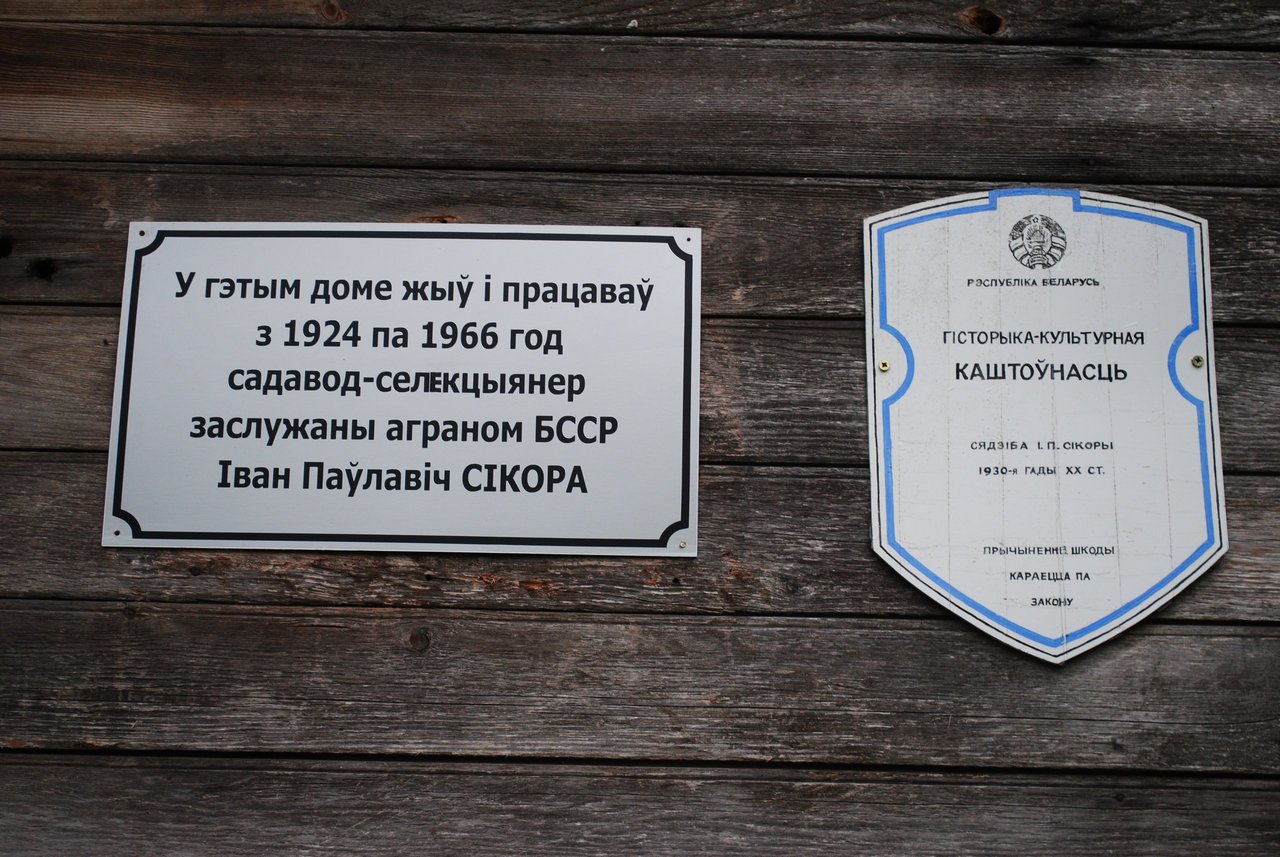 У гэтым доме жыў і працаваў
з 1924 па 1966 год
садавод-селекцыянер
заслужаны аграном БССР
Іван Паўлавіч СІКОРА
РЭСПУБЛІКА БЕЛАРУСЬ
ГІСТОРЫКА-КУЛЬТУРНАЯ
КАШТОЎНАСЦЬ
СЯДЗІБА І. П. СІКОРЫ
1930-я ГАДЫ XX СТ.
ПРЫЧЫНЕННЕ ШКОДЫ
КАРАЕЦЦА ПА
ЗАКОНУ